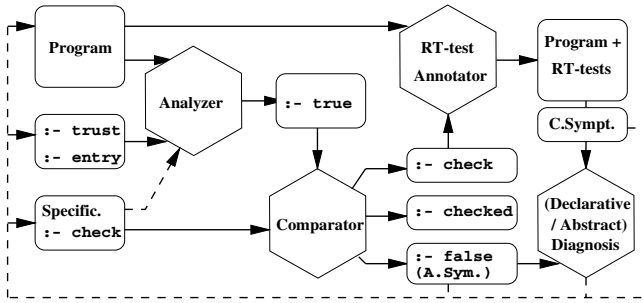 Program
RT-test
Annotator
Program +
RT-tests
Analyzer
:- true
C.Sympt.
:- trust
:- entry
:- check
Specific.
:- check
Comparator
:- checked
(Declarative
/ Abstract)
Diagnosis
:- false
(A.Sym.)